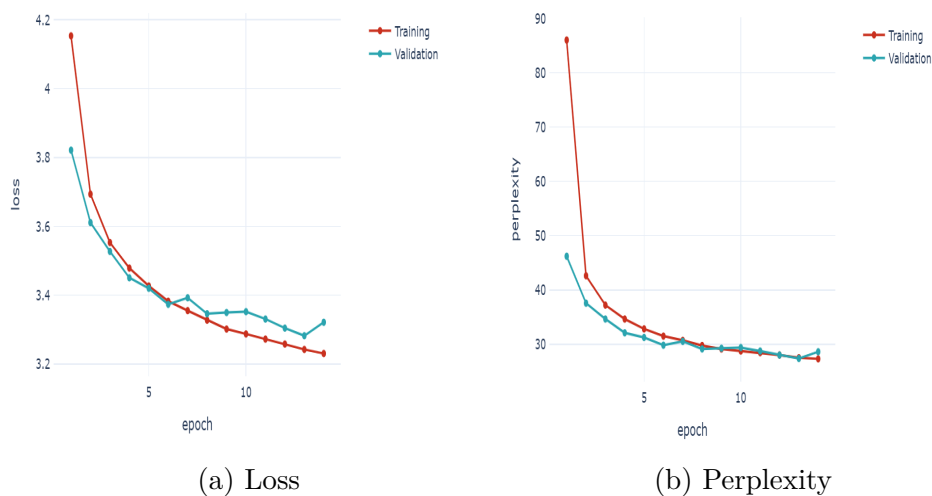 4.2
4
3.8
3.6
3.4
3.2
5
10
loss
epoch
Training
Validation
(a) Loss
90
80
70
60
50
40
30
5
10
perplexity
epoch
Training
Validation
(b) Perplexity